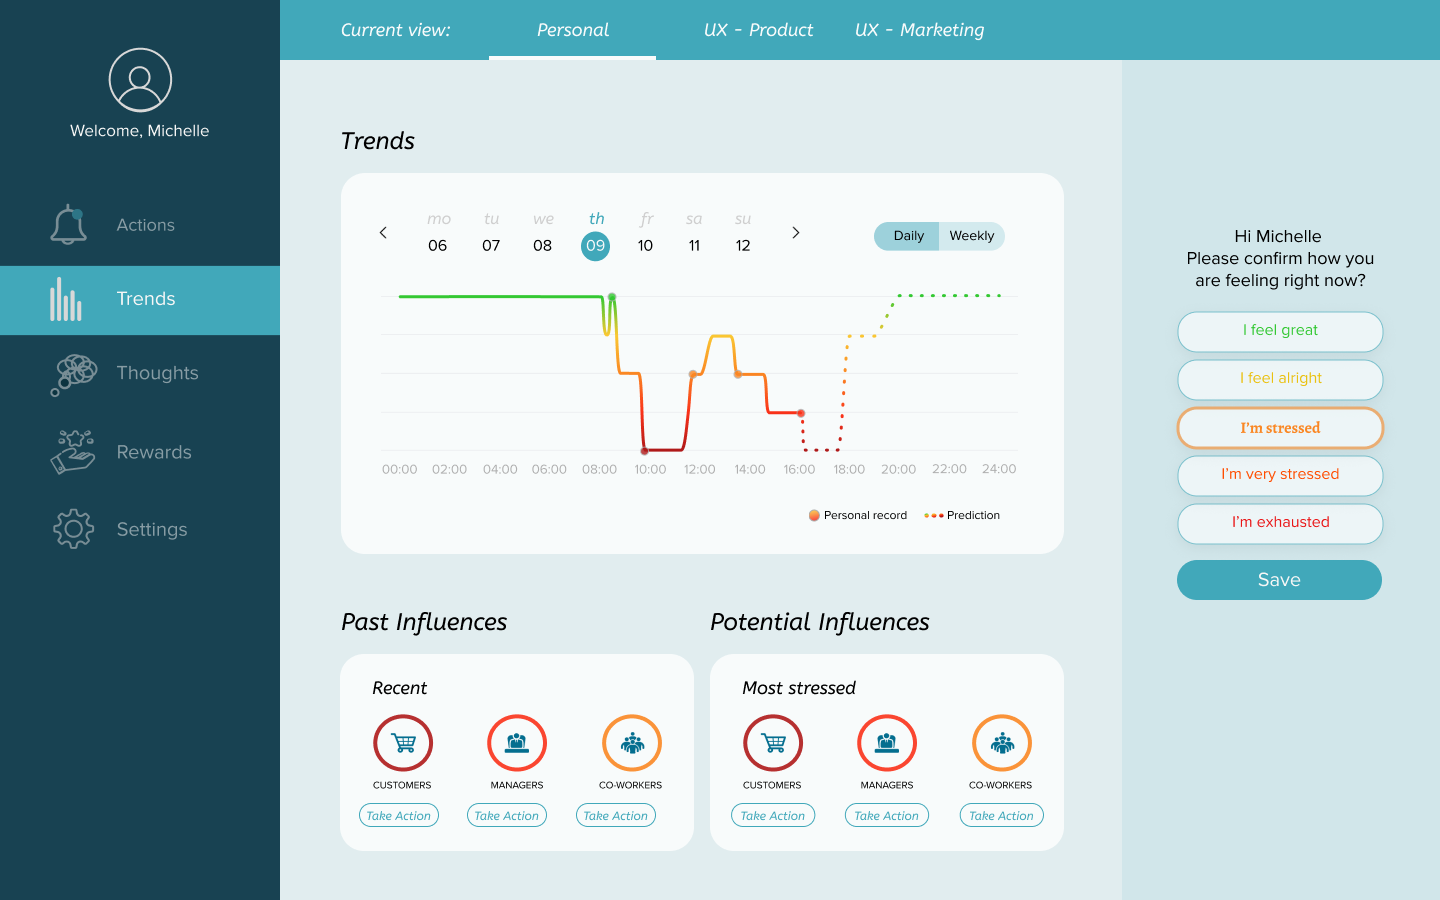 Current view:
Personal
UX - Product
UX - Marketing
Welcome, Michelle
Actions
Trends
Thoughts
Rewards
Settings
Trends
mo tu we th fr sa su
06 07 08 09 10 11 12
Daily Weekly
00:00 02:00 04:00 06:00 08:00 10:00 12:00 14:00 16:00 18:00 20:00 22:00 24:00
Personal record Prediction
Past Influences
Recent
CUSTOMERS MANAGERS CO-WORKERS
Take Action Take Action Take Action
Potential Influences
Most stressed
CUSTOMERS MANAGERS CO-WORKERS
Take Action Take Action Take Action
Hi Michelle
Please confirm how you
are feeling right now?
I feel great
I feel alright
I'm stressed
I'm very stressed
I'm exhausted
Save